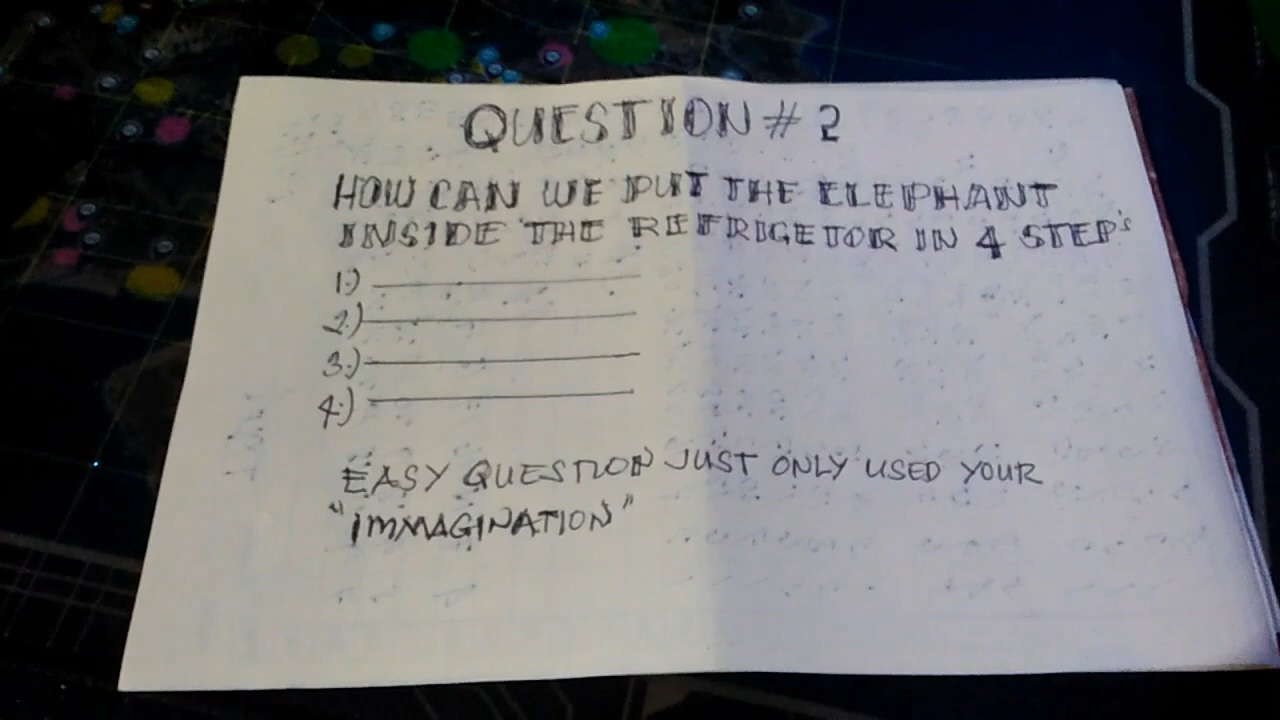 QUESTION # 2
HOW CAN WE PUT THE ELEPHANT
INSIDE THE REFRIGETOR IN 4 STEP'S
1.)
2.)
3.)
4.)
EASY QUESTION JUST ONLY USED YOUR
"IMMAGINATION"